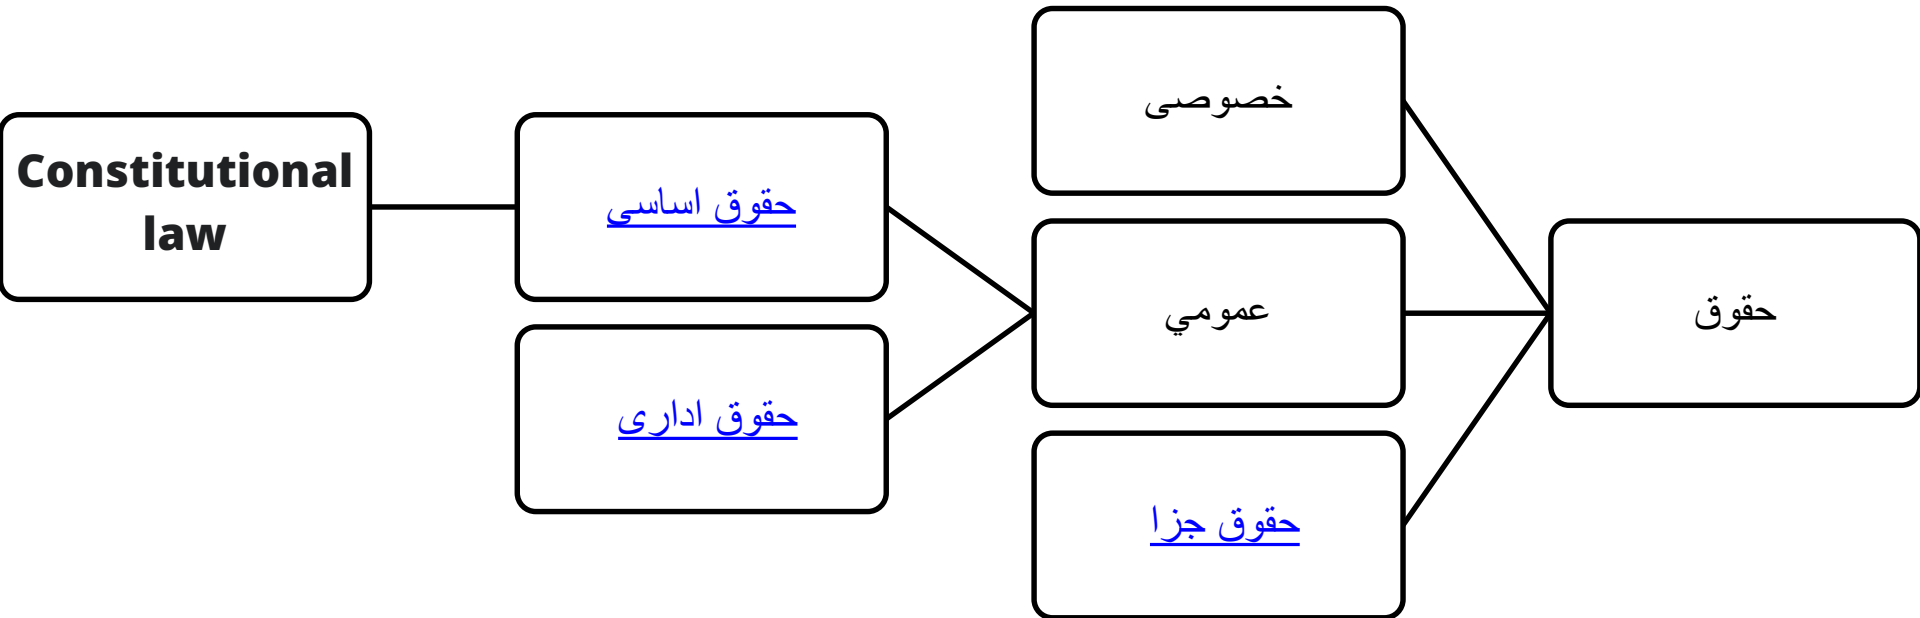 حقوق
خصوصی
عمومي
حقوق جزا
حقوق اساسی
حقوق اداری
Constitutional
law